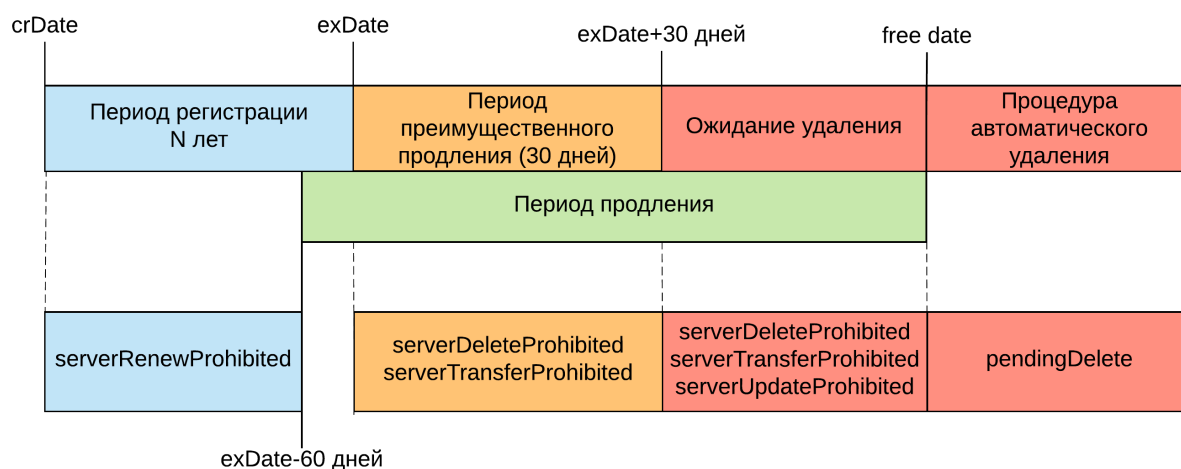 crDate
exDate
exDate+30 дней
free date
Период регистрации
N лет
Период
преимущественного
продления (30 дней)
Ожидание удаления
Процедура
автоматического
удаления
Период продления
serverRenewProhibited
serverDeleteProhibited
serverTransferProhibited
serverDeleteProhibited
serverTransferProhibited
serverUpdateProhibited
pendingDelete
exDate-60 дней